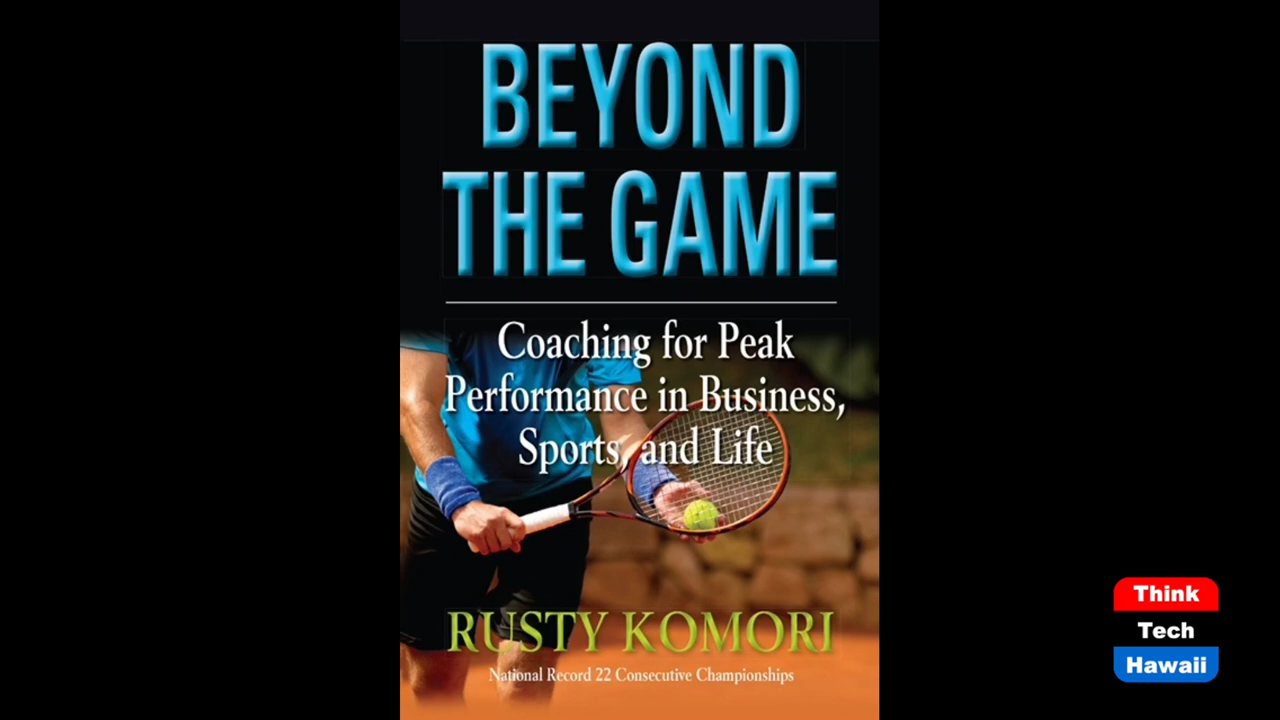 BEYOND
THE GAME
Coaching for Peak
Performance in Business,
Sports, and Life
RUSTY KOMORI
National Record 22 Consecutive Championships
Think
Tech
Hawaii